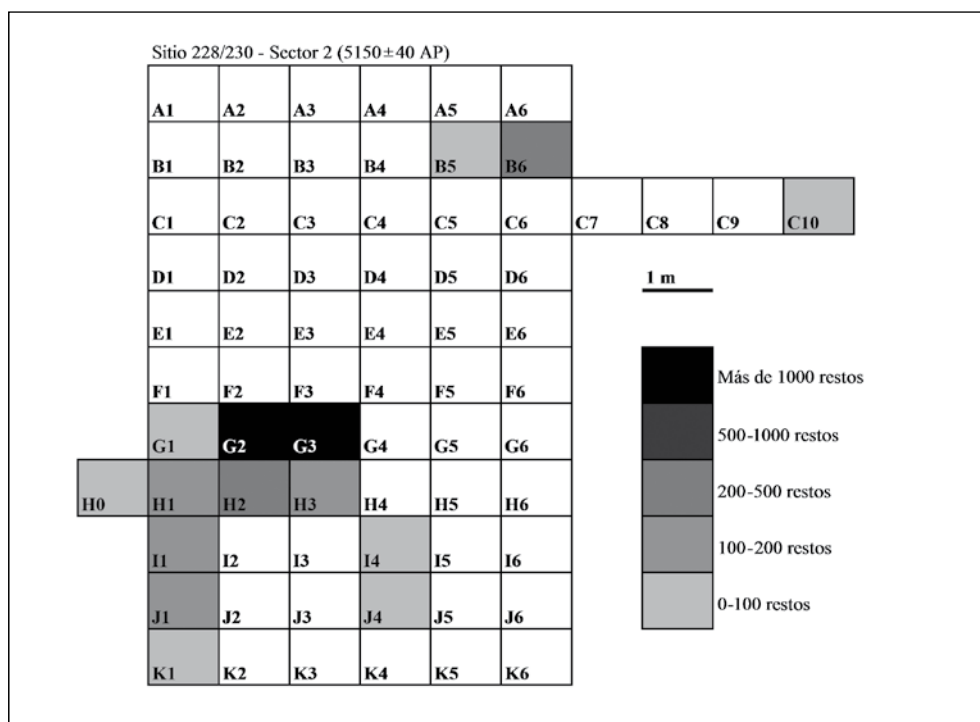 Sitio 228/230 - Sector 2 (5150±40 AP)
A1 A2 A3 A4 A5 A6
B1 B2 B3 B4 B5 B6
C1 C2 C3 C4 C5 C6 C7 C8 C9 C10
D1 D2 D3 D4 D5 D6
1 m
E1 E2 E3 E4 E5 E6
F1 F2 F3 F4 F5 F6
G1 G2 G3 G4 G5 G6
H0 H1 H2 H3 H4 H5 H6
I1 I2 I3 I4 I5 I6
J1 J2 J3 J4 J5 J6
K1 K2 K3 K4 K5 K6
Más de 1000 restos
500-1000 restos
200-500 restos
100-200 restos
0-100 restos